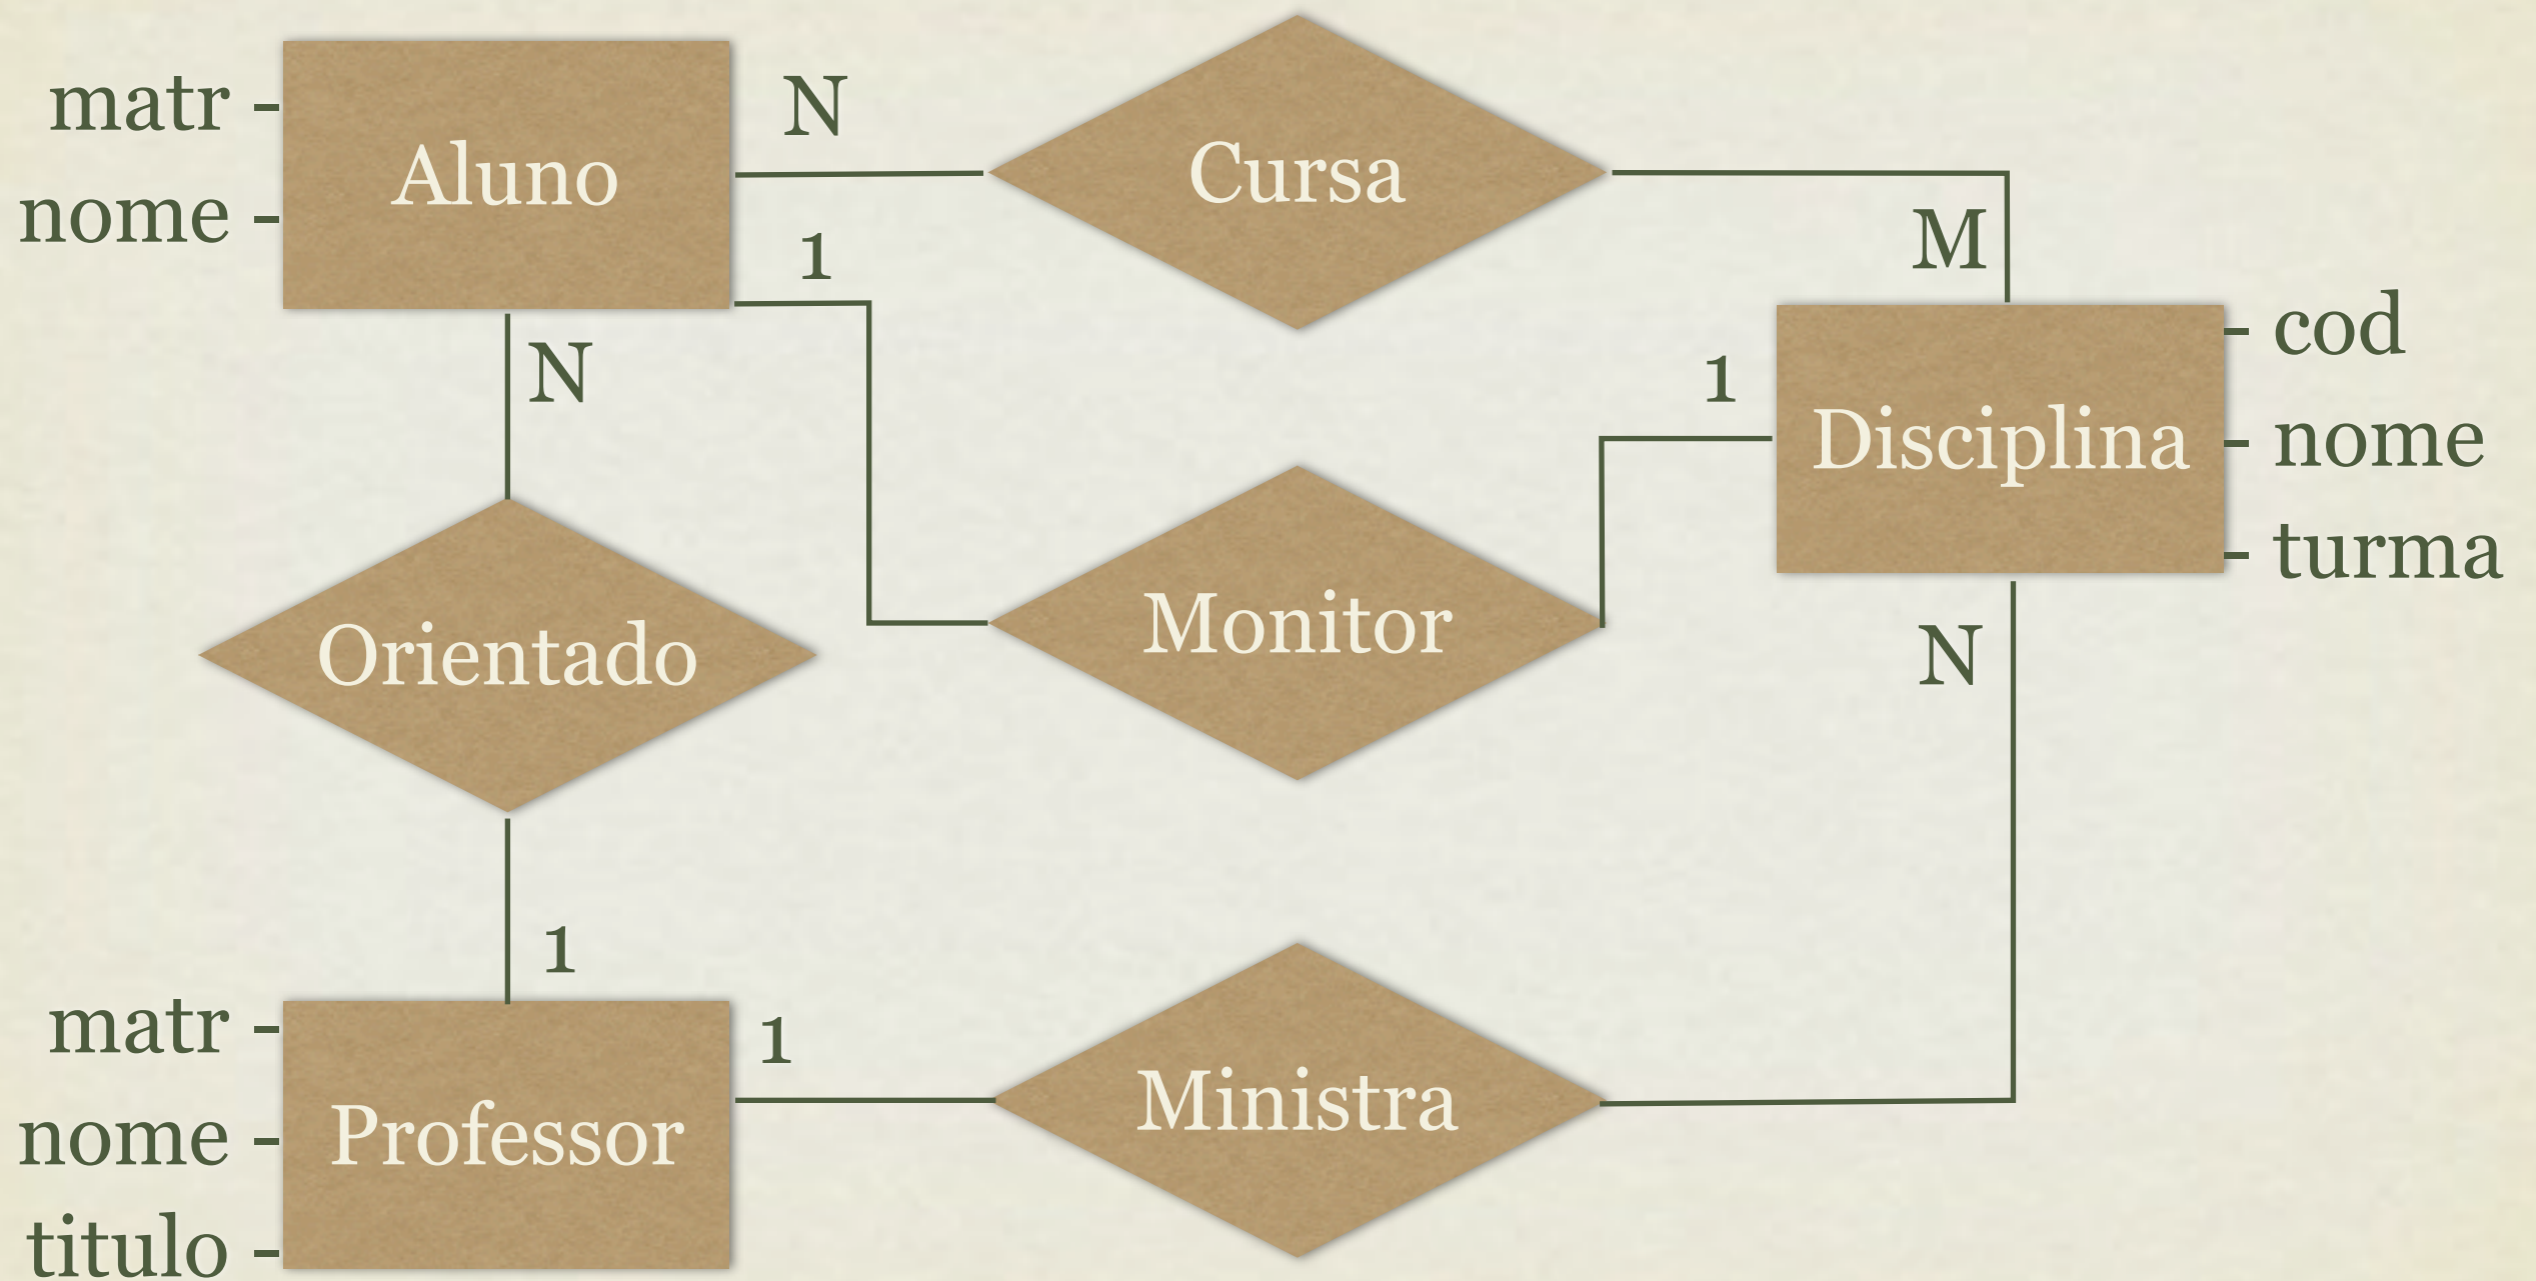 matr
nome
Aluno
N
Cursa
M
1
N
1
Disciplina
cod
nome
turma
Orientado
Monitor
N
1
matr
nome
titulo
Professor
1
Ministra